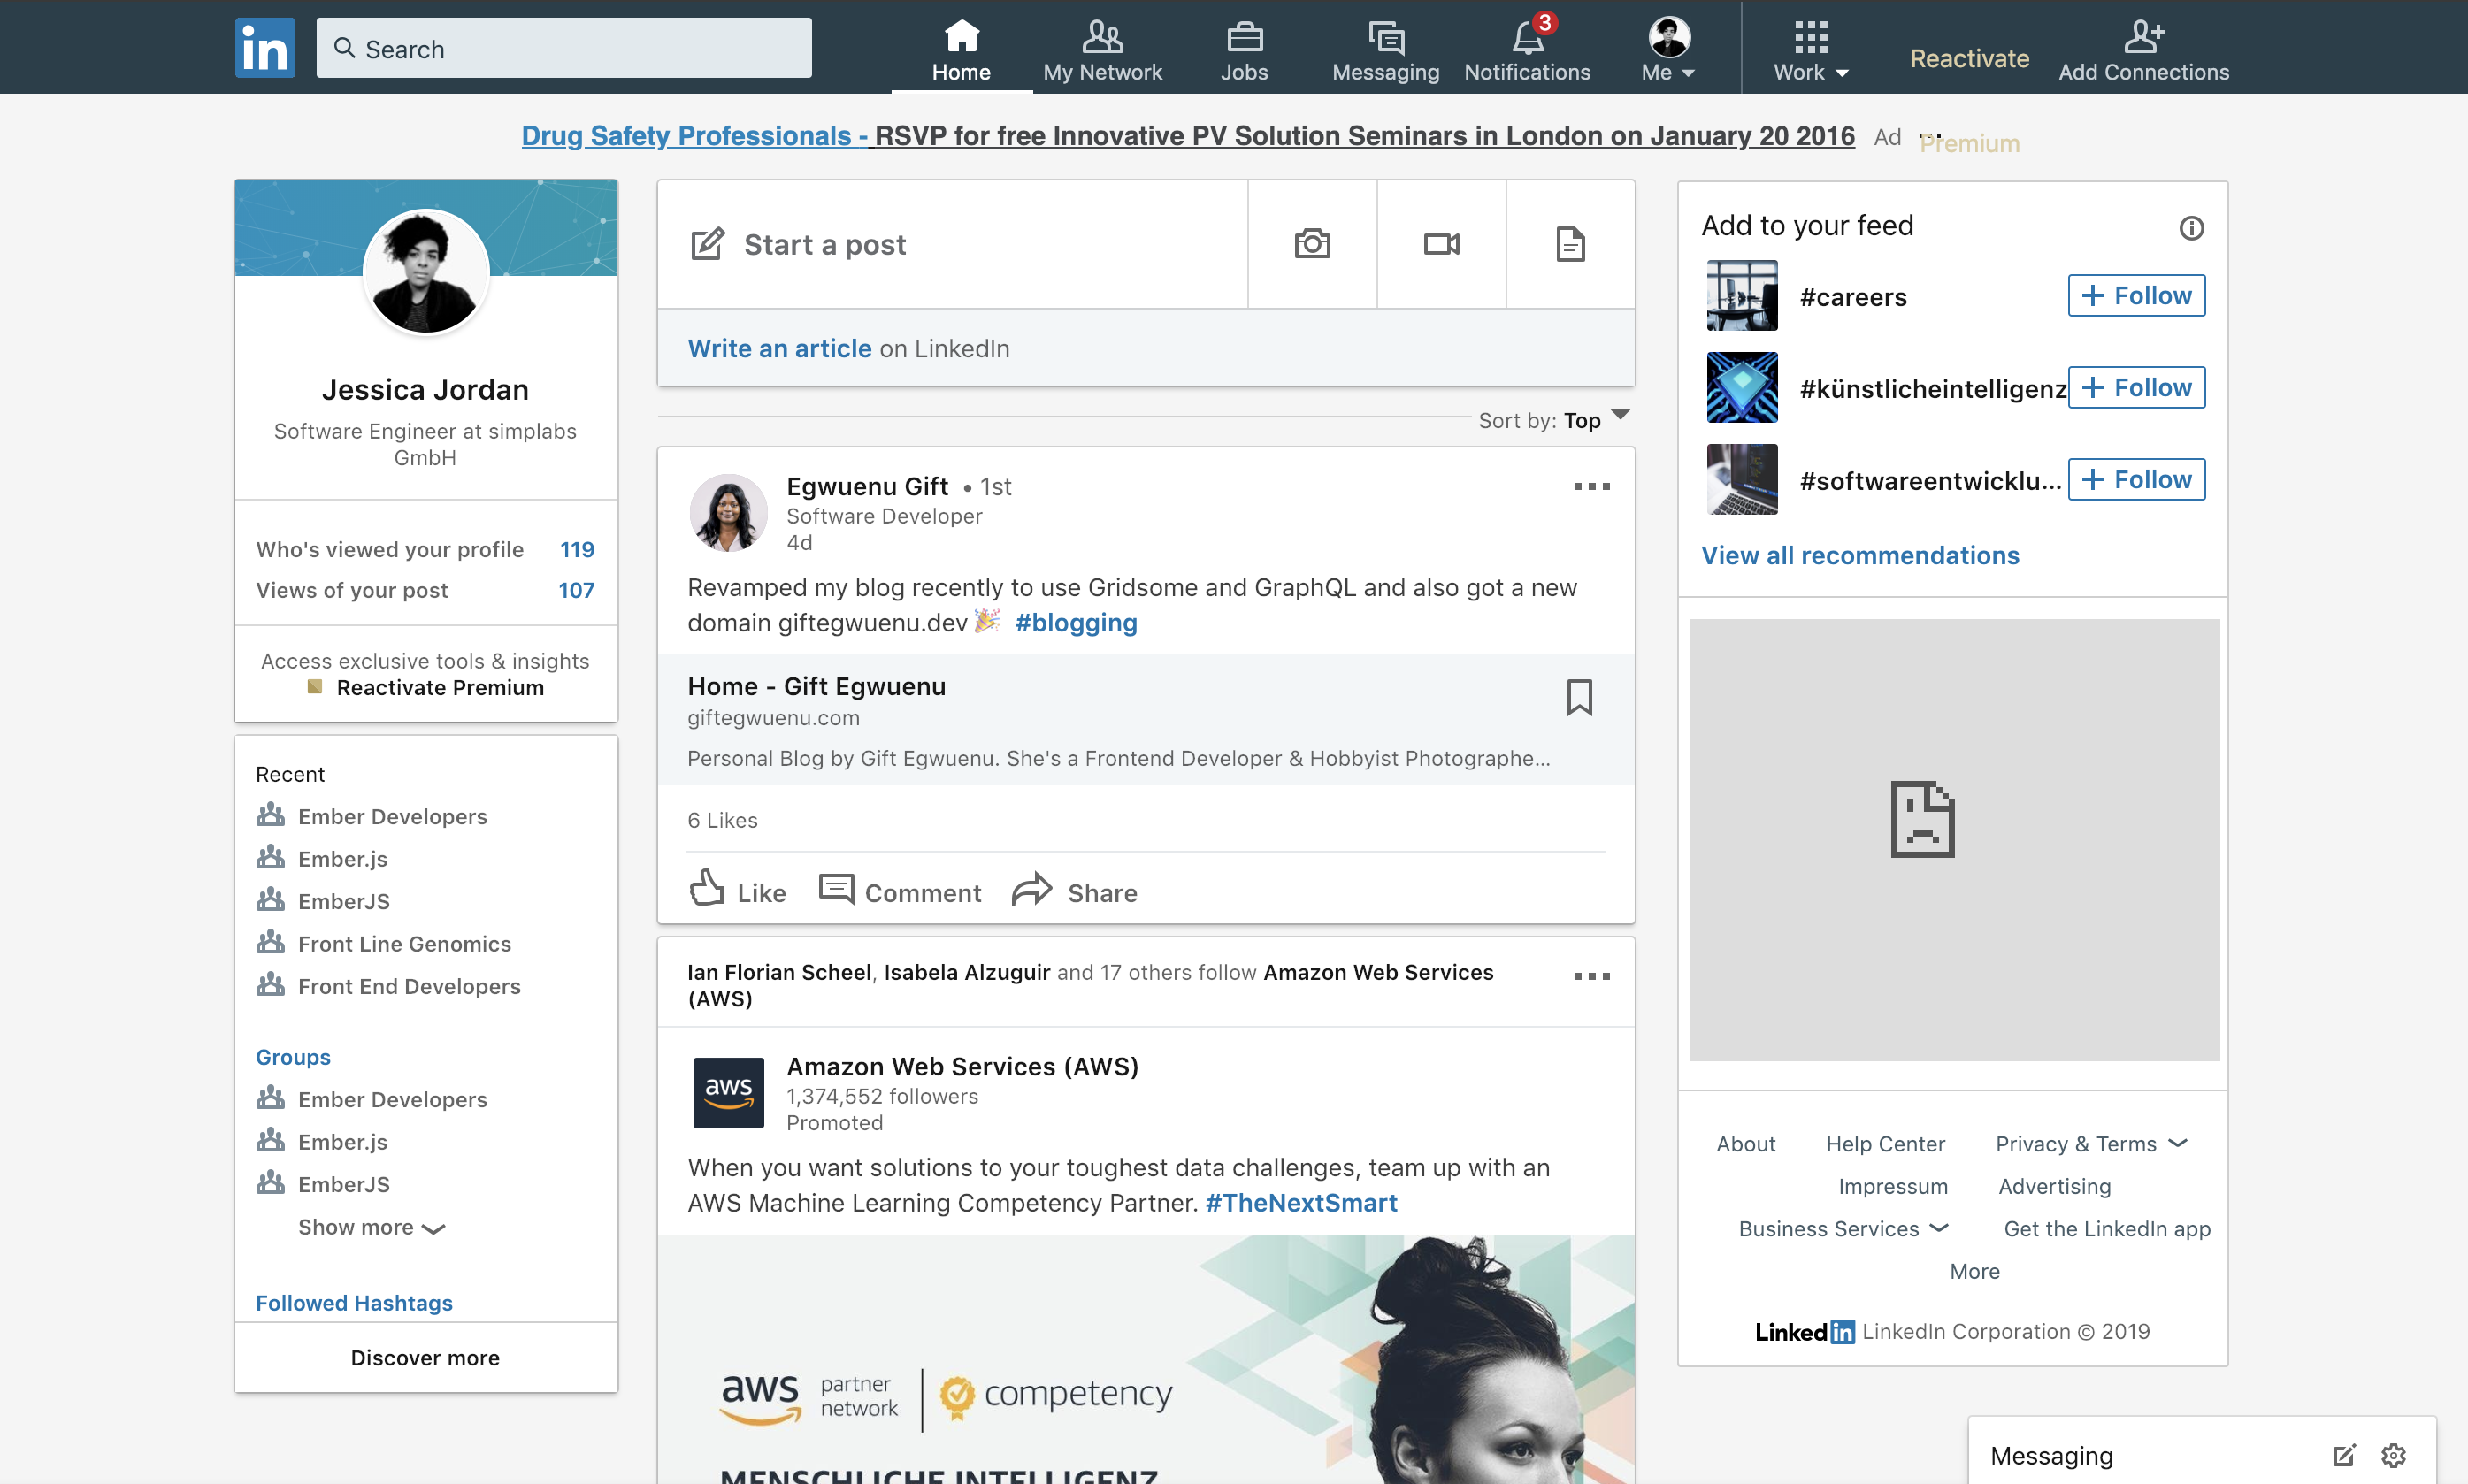 in
Search
Home
My Network
Jobs
Messaging
3
Notifications
Me
Work
Reactivate
Premium
Add Connections
Drug Safety Professionals - RSVP for free Innovative PV Solution Seminars in London on January 20 2016 Ad
Jessica Jordan
Software Engineer at simplabs
GmbH
Who's viewed your profile 119
Views of your post 107
Access exclusive tools & insights
Reactivate Premium
Recent
Ember Developers
Ember.js
EmberJS
Front Line Genomics
Front End Developers
Groups
Ember Developers
Ember.js
EmberJS
Show more
Followed Hashtags
Discover more
Start a post
Write an article on LinkedIn
Sort by: Top
Egwuenu Gift • 1st
Software Developer
4d
Revamped my blog recently to use Gridsome and GraphQL and also got a new
domain giftegwuenu.dev🎉 #blogging
Home - Gift Egwuenu
giftegwuenu.com
Personal Blog by Gift Egwuenu. She's a Frontend Developer & Hobbyist Photographe...
6 Likes
Like Comment Share
Ian Florian Scheel, Isabela Alzuguir and 17 others follow Amazon Web Services
(AWS)
aws
Amazon Web Services (AWS)
1,374,552 followers
Promoted
When you want solutions to your toughest data challenges, team up with an
AWS Machine Learning Competency Partner. #TheNextSmart
aws partner
network
competency
MENSCHLICHE INTELLIGENZ
Add to your feed
#careers + Follow
#künstlicheintelligenz + Follow
#softwareentwicklu... + Follow
View all recommendations
About Help Center Privacy & Terms
Impressum Advertising
Business Services Get the LinkedIn app
More
Linkedin LinkedIn Corporation © 2019
Messaging